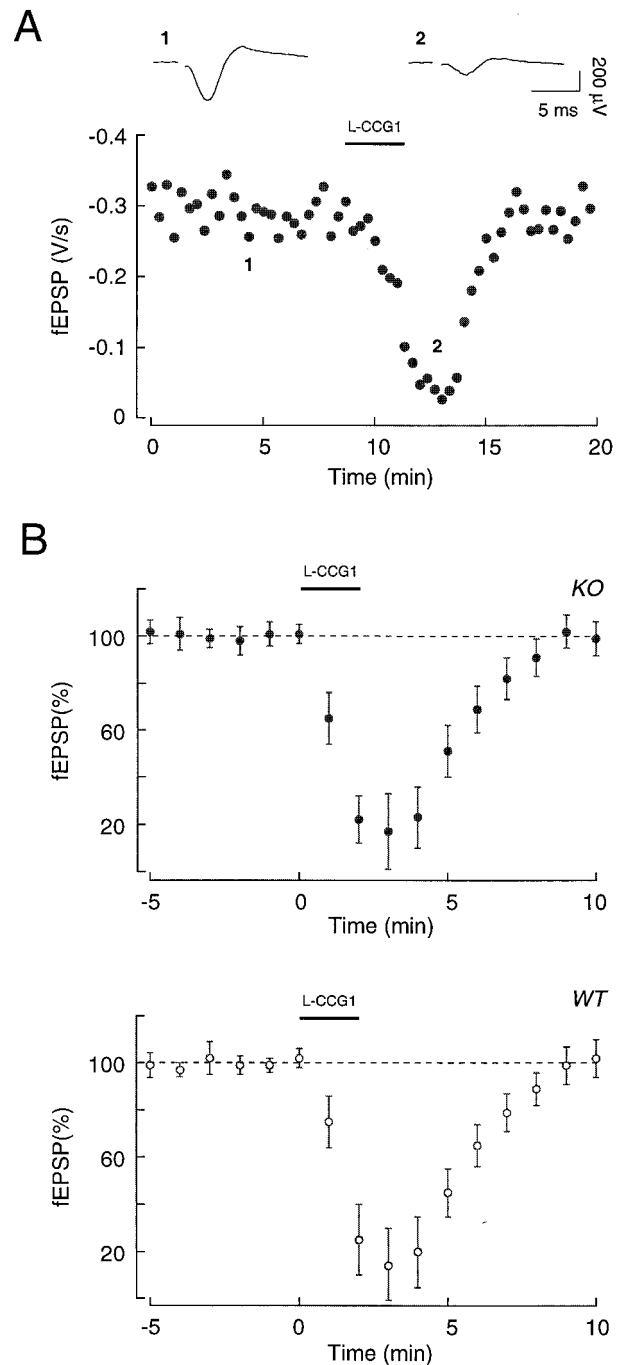 A
1
2
200 μV
5 ms
L-CCG1
-0.4
-0.3
-0.2
-0.1
0
fEPSP (V/s)
1
2
0 5 10 15 20
Time (min)
B
L-CCG1
KO
100
60
20
fEPSP(%)
-5 0 5 10
Time (min)
L-CCG1
WT
100
60
20
fEPSP(%)
-5 0 5 10
Time (min)